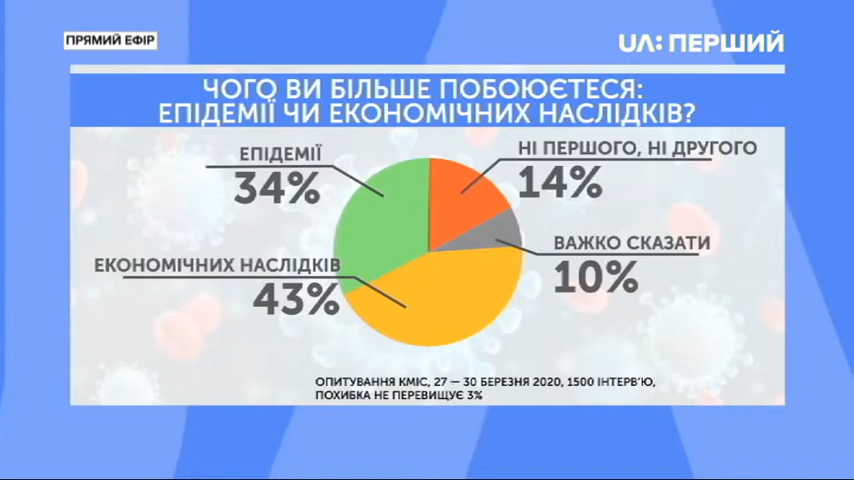 ПРЯМИЙ ЕФІР
UA: ПЕРШИЙ
ЧОГО ВИ БІЛЬШЕ ПОБОЮЄТЕСЯ:
ЕПІДЕМІЇ ЧИ ЕКОНОМІЧНИХ НАСЛІДКІВ?
ЕПІДЕМІЇ
34%
НІ ПЕРШОГО, НІ ДРУГОГО
14%
ЕКОНОМІЧНИХ НАСЛІДКІВ
43%
ВАЖКО СКАЗАТИ
10%
ОПИТУВАННЯ КМІС, 27 — 30 БЕРЕЗНЯ 2020, 1500 ІНТЕРВ'Ю,
ПОХИБКА НЕ ПЕРЕВИЩУЄ 3%